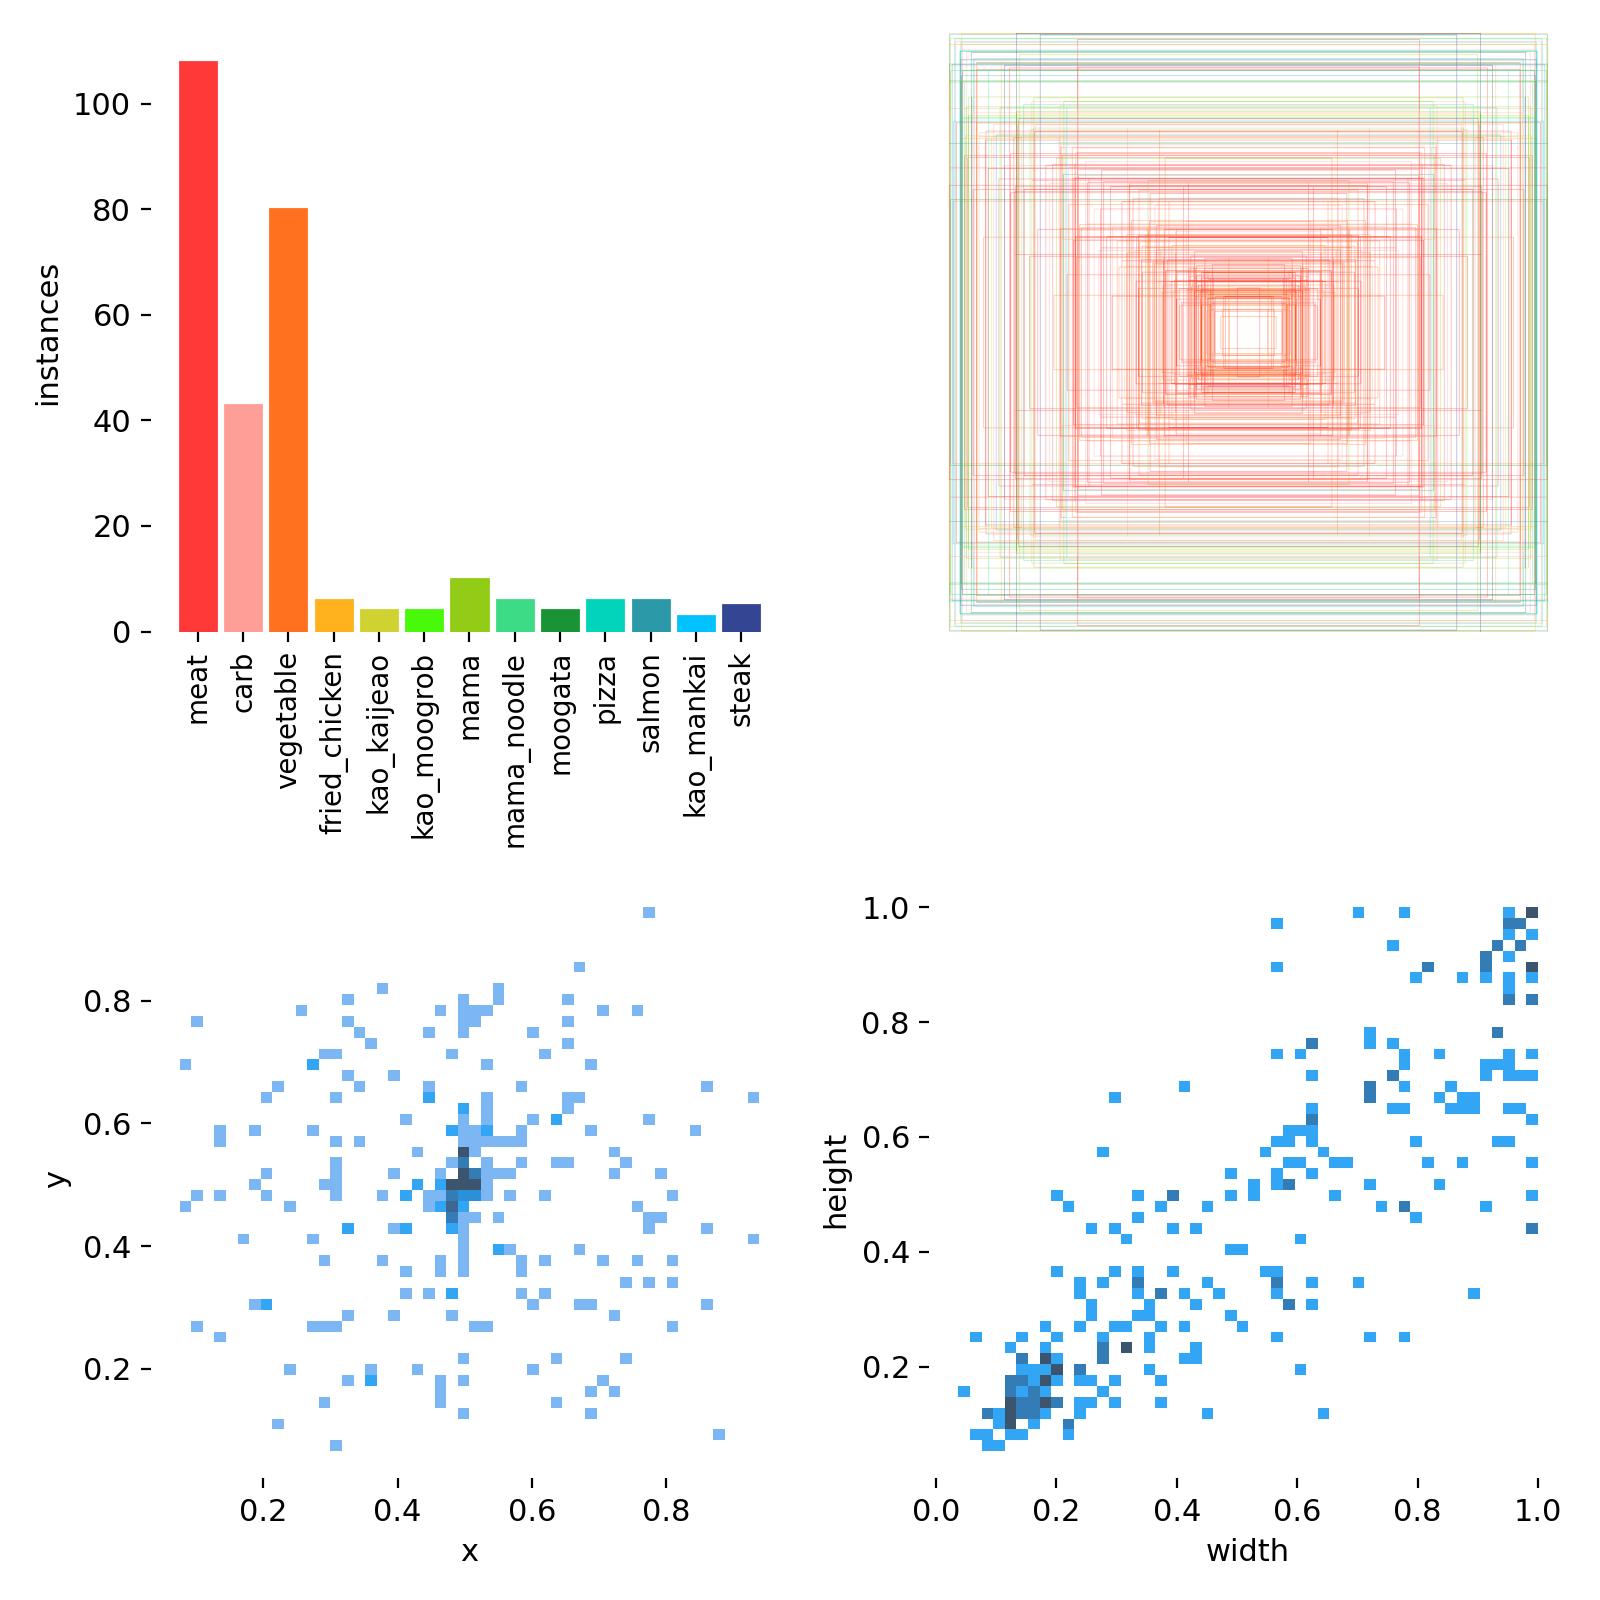 instances
100
80
60
40
20
0
meat
carb
vegetable
fried_chicken
kao_kaijeao
kao_moogrob
mama
mama_noodle
moogata
pizza
salmon
kao_mankai
steak
y
0.8
0.6
0.4
0.2
0.2 0.4 0.6 0.8
x
height
1.0
0.8
0.6
0.4
0.2
0.0 0.2 0.4 0.6 0.8 1.0
width